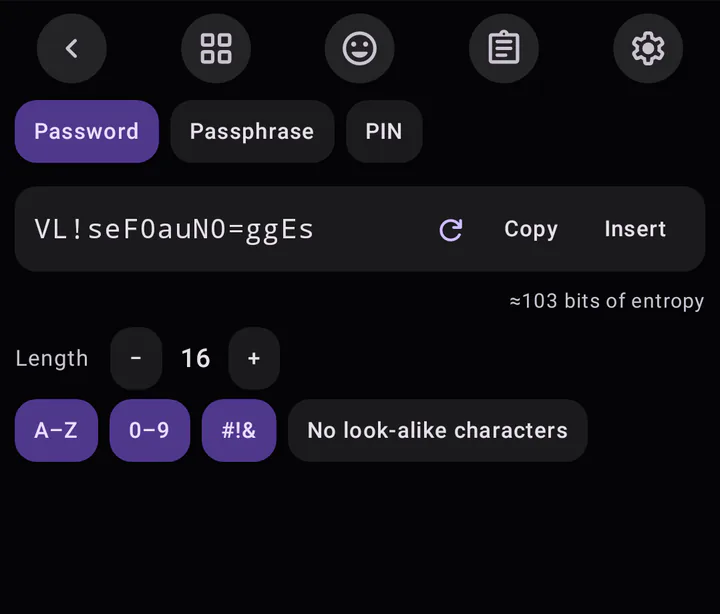 Password Passphrase PIN
VL!seFOauNO=ggEs Copy Insert
≈103 bits of entropy
Length - 16 +
A–Z 0–9 #!& No look-alike characters